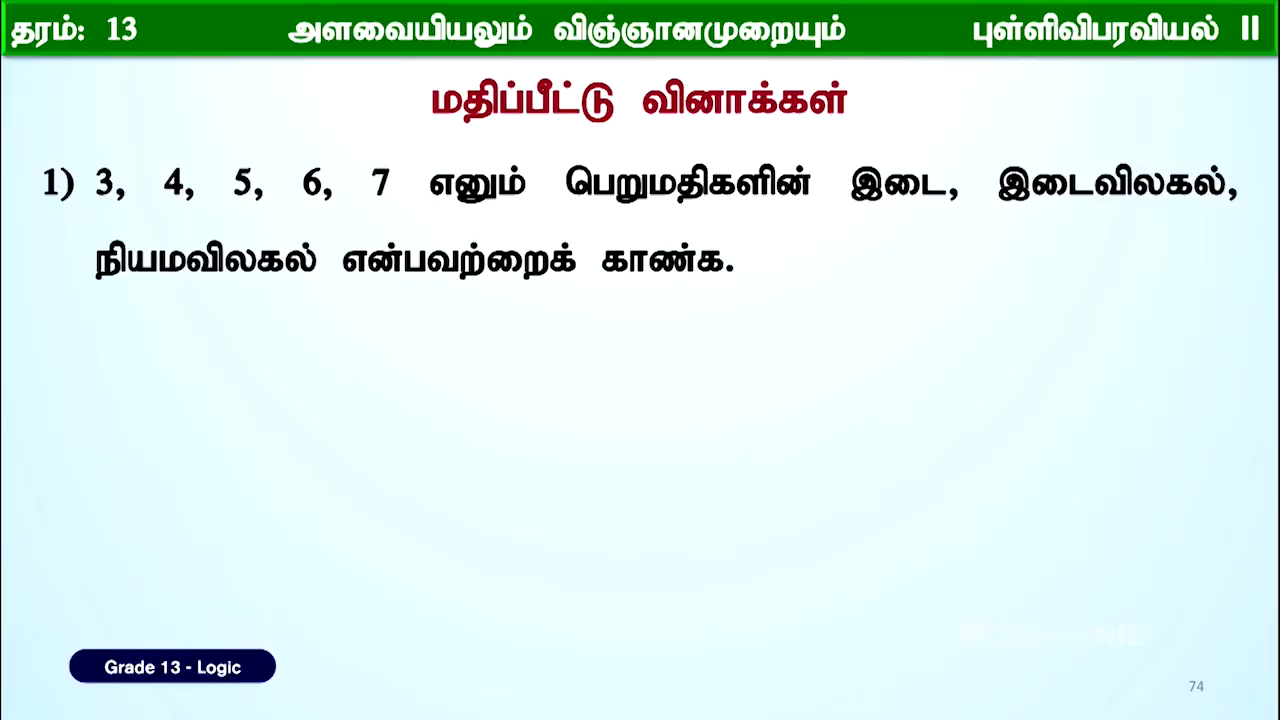 தரம்: 13 அளவையியலும் விஞ்ஞானமுறையும் புள்ளிவிபரவியல் II
மதிப்பீட்டு வினாக்கள்
1) 3, 4, 5, 6, 7 எனும் பெறுமதிகளின் இடை, இடைவிலகல்,
நியமவிலகல் என்பவற்றைக் காண்க.
Grade 13 - Logic
74